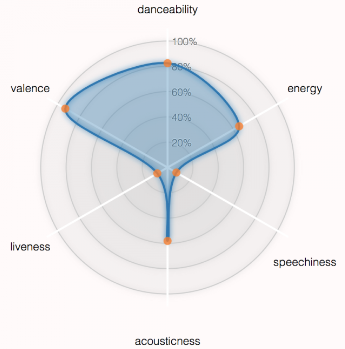 danceability
100%
80%
valence
energy
60%
40%
20%
liveness
speechiness
acousticness